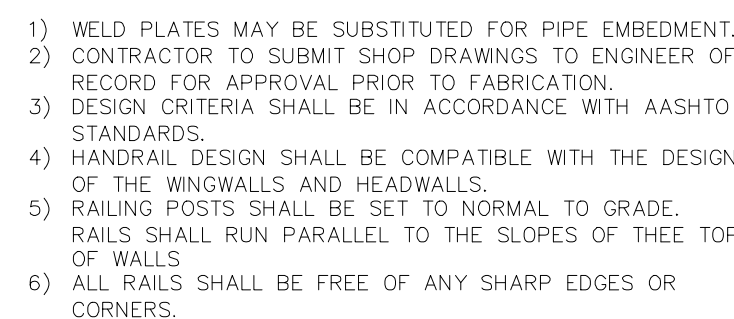 1) WELD PLATES MAY BE SUBSTITUTED FOR PIPE EMBEDMENT.
2) CONTRACTOR TO SUBMIT SHOP DRAWINGS TO ENGINEER OF
RECORD FOR APPROVAL PRIOR TO FABRICATION.
3) DESIGN CRITERIA SHALL BE IN ACCORDANCE WITH AASHTO
STANDARDS.
4) HANDRAIL DESIGN SHALL BE COMPATIBLE WITH THE DESIGN
OF THE WINGWALLS AND HEADWALLS.
5) RAILING POSTS SHALL BE SET TO NORMAL TO GRADE.
RAILS SHALL RUN PARALLEL TO THE SLOPES OF THEE TOP
OF WALLS
6) ALL RAILS SHALL BE FREE OF ANY SHARP EDGES OR
CORNERS.